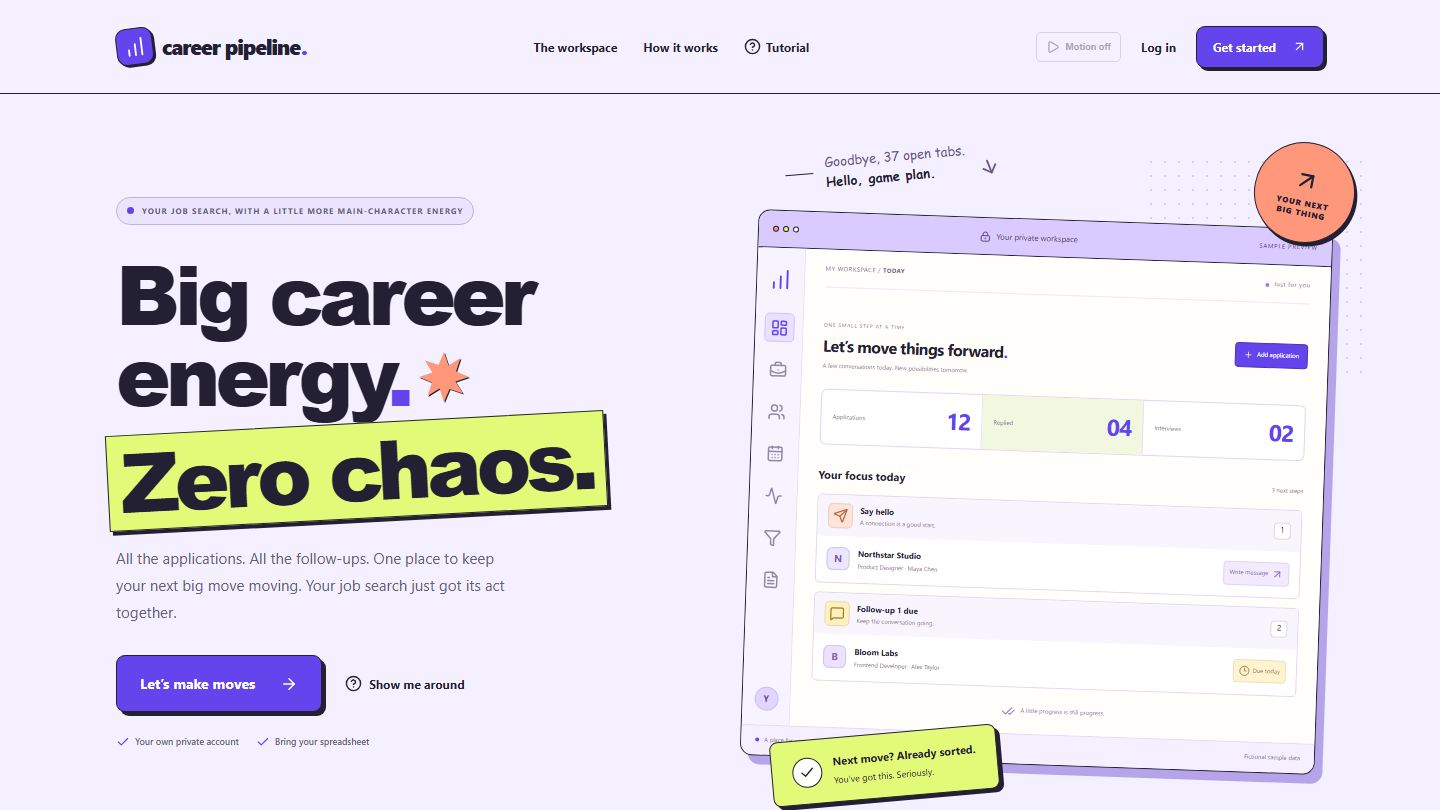 career pipeline.
The workspace
How it works
Tutorial
Motion off
Log in
Get started
YOUR JOB SEARCH, WITH A LITTLE MORE MAIN-CHARACTER ENERGY
Big career
energy.
Zero chaos.
All the applications. All the follow-ups. One place to keep
your next big move moving. Your job search just got its act
together.
Let's make moves
Show me around
Your own private account
Bring your spreadsheet
Goodbye, 37 open tabs.
Hello, game plan.
YOUR NEXT
BIG THING
Your private workspace
SAMPLE PREVIEW
MY WORKSPACE / TODAY
Just for you
ONE SMALL STEP AT A TIME
Let's move things forward.
A few conversations today. New possibilities tomorrow.
Add application
Applications
12
Replied
04
Interviews
02
Your focus today
3 next steps
Say hello
A connection is a good start.
1
N
Northstar Studio
Product Designer · Maya Chen
Write message
Follow-up 1 due
Keep the conversation going.
2
B
Bloom Labs
Frontend Developer · Alex Taylor
Due today
Y
A little progress is still progress.
A place
Fictional sample data
Next move? Already sorted.
You've got this. Seriously.